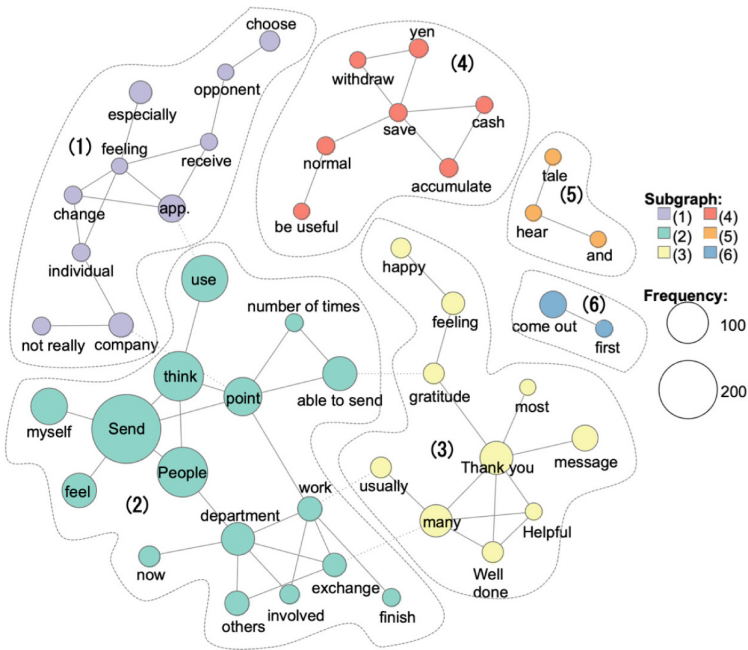 choose
opponent
especially
(1)
feeling
receive
change
app.
individual
not really
company
yen
withdraw
(4)
save
cash
normal
accumulate
be useful
tale
(5)
hear
and
Subgraph:
(1) (4)
(2) (5)
(3) (6)
(6)
come out
first
Frequency:
100
200
use
number of times
think
point
able to send
myself
Send
People
feel
(2)
work
department
now
exchange
involved
others
finish
happy
feeling
gratitude
most
(3)
Thank you
message
usually
many
Helpful
Well
done